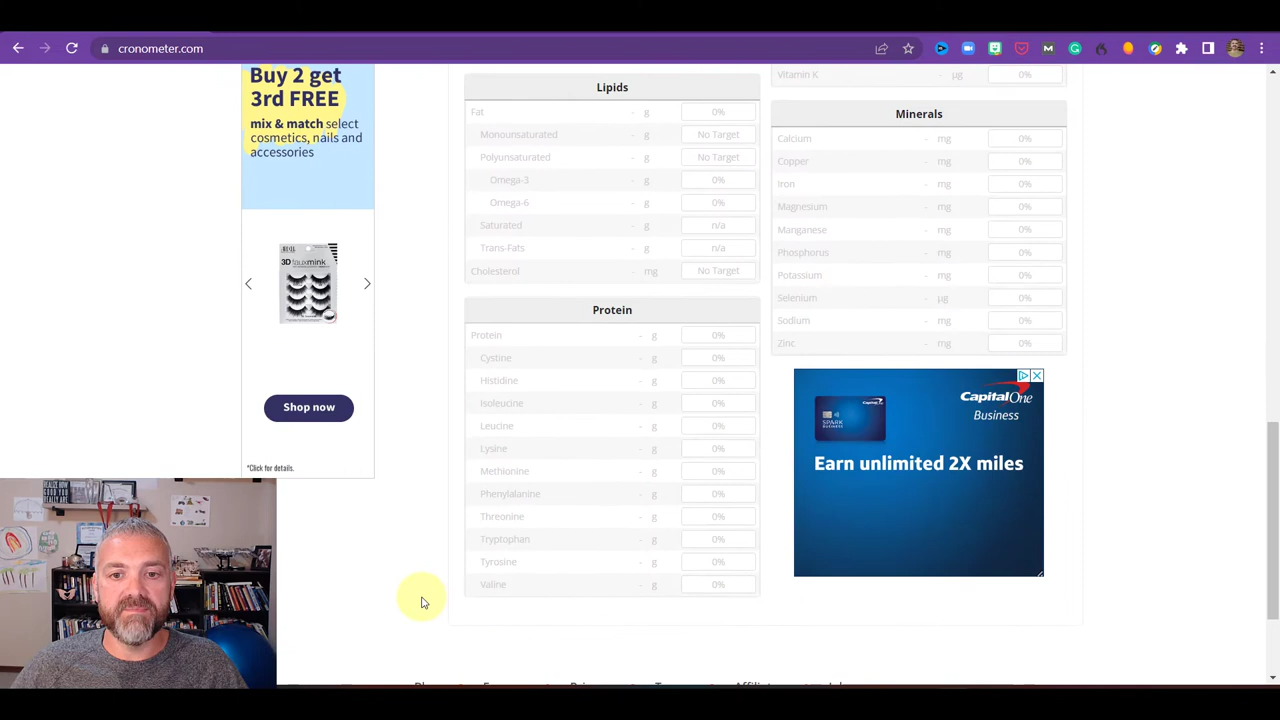 cronometer.com
Buy 2 get
3rd FREE
mix & match select
cosmetics, nails and
accessories
3D fauxmink
Shop now
*Click for details.
Lipids
Fat - g 0%
Monounsaturated - g No Target
Polyunsaturated - g No Target
Omega-3 - g 0%
Omega-6 - g 0%
Saturated - g n/a
Trans-Fats - g n/a
Cholesterol - mg No Target
Protein
Protein - g 0%
Cystine - g 0%
Histidine - g 0%
Isoleucine - g 0%
Leucine - g 0%
Lysine - g 0%
Methionine - g 0%
Phenylalanine - g 0%
Threonine - g 0%
Tryptophan - g 0%
Tyrosine - g 0%
Valine - g 0%
Vitamin K - µg 0%
Minerals
Calcium - mg 0%
Copper - mg 0%
Iron - mg 0%
Magnesium - mg 0%
Manganese - mg 0%
Phosphorus - mg 0%
Potassium - mg 0%
Selenium - µg 0%
Sodium - mg 0%
Zinc - mg 0%
Capital One
Business
SPARK
BUSINESS
Earn unlimited 2X miles